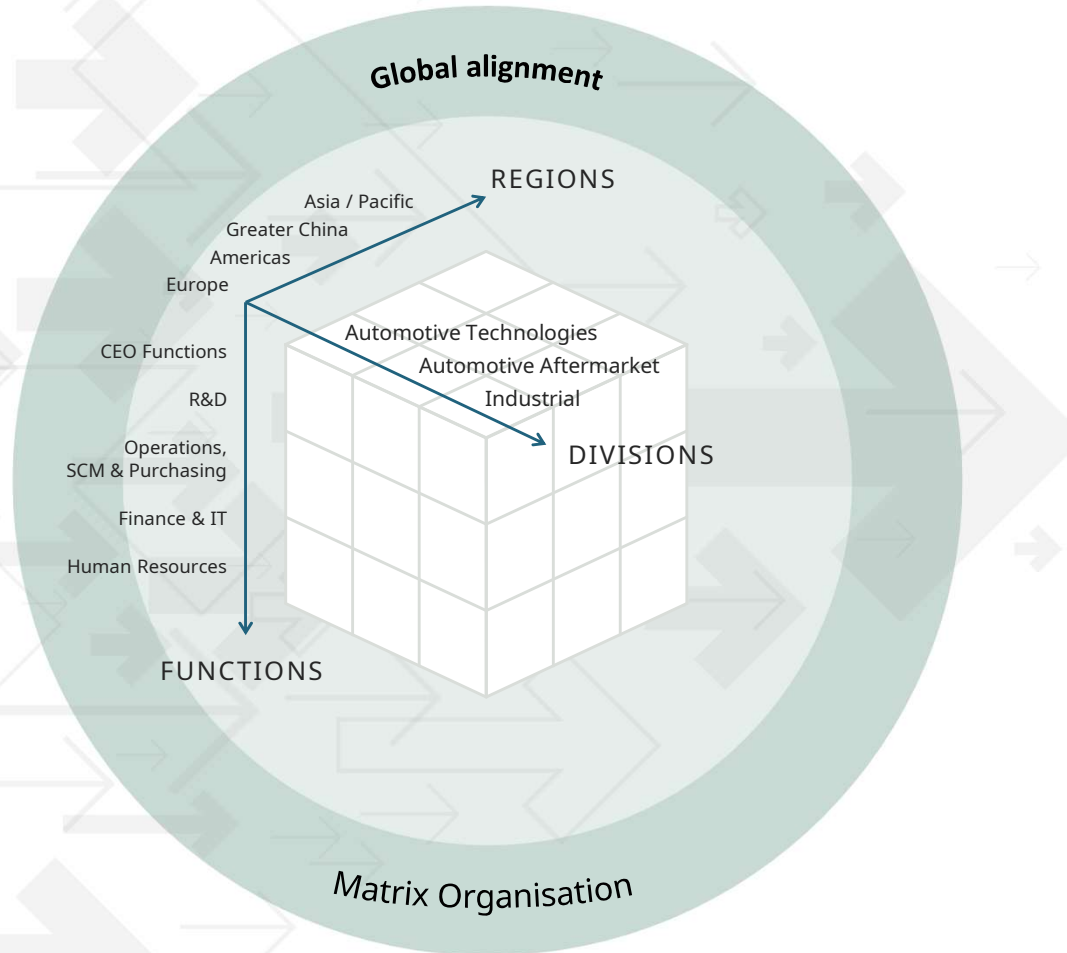 Global alignment
REGIONS
Asia / Pacific
Greater China
Americas
Europe
Automotive Technologies
Automotive Aftermarket
Industrial
DIVISIONS
CEO Functions
R&D
Operations,
SCM & Purchasing
Finance & IT
Human Resources
FUNCTIONS
Matrix Organisation